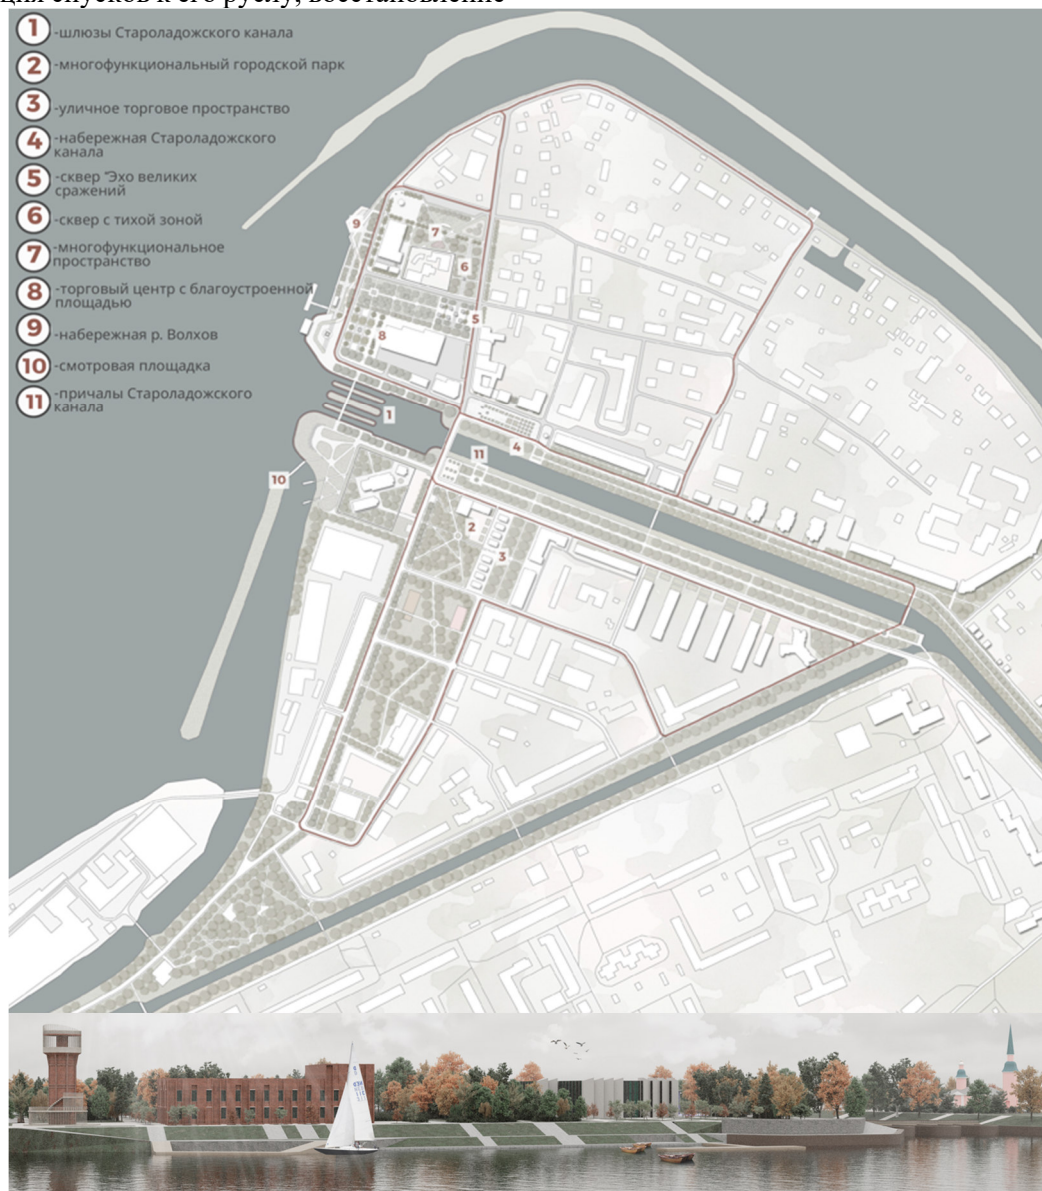 ция спусков к его руслу, восстановление
1 -шлюзы Староладожского канала
2 -многофункциональный городской парк
3 -уличное торговое пространство
4 -набережная Староладожского
канала
5 -сквер "Эхо великих
сражений
6 -сквер с тихой зоной
7 -многофункциональное
пространство
8 -торговый центр с благоустроенной
площадью
9 -набережная р. Волхов
10 -смотровая площадка
11 -причалы Староладожского
канала
9
7
6
5
8
1
4
11
10
2
3